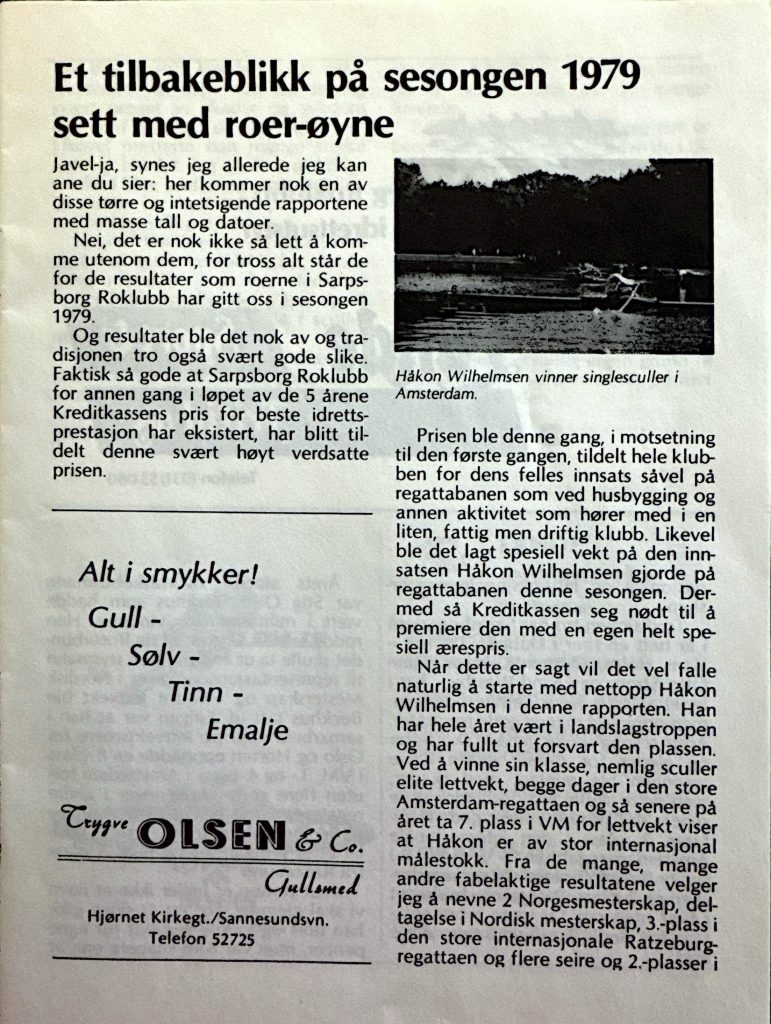 Et tilbakeblikk på sesongen 1979
sett med roer-øyne
Javel-ja, synes jeg allerede jeg kan
ane du sier: her kommer nok en av
disse tørre og intetsigende rapportene
med masse tall og datoer.
Nei, det er nok ikke så lett å kom-
me utenom dem, for tross alt står de
for de resultater som roerne i Sarps-
borg Roklubb har gitt oss i sesongen
1979.
Og resultater ble det nok av og tra-
disjonen tro også svært gode slike.
Faktisk så gode at Sarpsborg Roklubb
for annen gang i løpet av de 5 årene
Kreditkassens pris for beste idretts-
prestasjon har eksistert, har blitt til-
delt denne svært høyt verdsatte
prisen.
Alt i smykker!
Gull -
Sølv -
Tinn -
Emalje
Trygve OLSEN & Co.
Gullsmed
Hjørnet Kirkegt./Sannesundsvn.
Telefon 52725
Håkon Wilhelmsen vinner singlesculler i
Amsterdam.
Prisen ble denne gang, i motsetning
til den første gangen, tildelt hele klub-
ben for dens felles innsats såvel på
regattabanen som ved husbygging og
annen aktivitet som hører med i en
liten, fattig men driftig klubb. Likevel
ble det lagt spesiell vekt på den inn-
satsen Håkon Wilhelmsen gjorde på
regattabanen denne sesongen. Der-
med så Kreditkassen seg nødt til å
premiere den med en egen helt spe-
siell ærespris.
Når dette er sagt vil det vel falle
naturlig å starte med nettopp Håkon
Wilhelmsen i denne rapporten. Han
har hele året vært i landslagstroppen
og har fullt ut forsvart den plassen.
Ved å vinne sin klasse, nemlig sculler
elite lettvekt, begge dager i den store
Amsterdam-regattaen og så senere på
året ta 7. plass i VM for lettvekt viser
at Håkon er av stor internasjonal
målestokk. Fra de mange, mange
andre fabelaktige resultatene velger
jeg å nevne 2 Norgesmesterskap, del-
tagelse i Nordisk mesterskap, 3.-plass i
den store internasjonale Ratzeburg-
regattaen og flere seire og 2.-plasser i